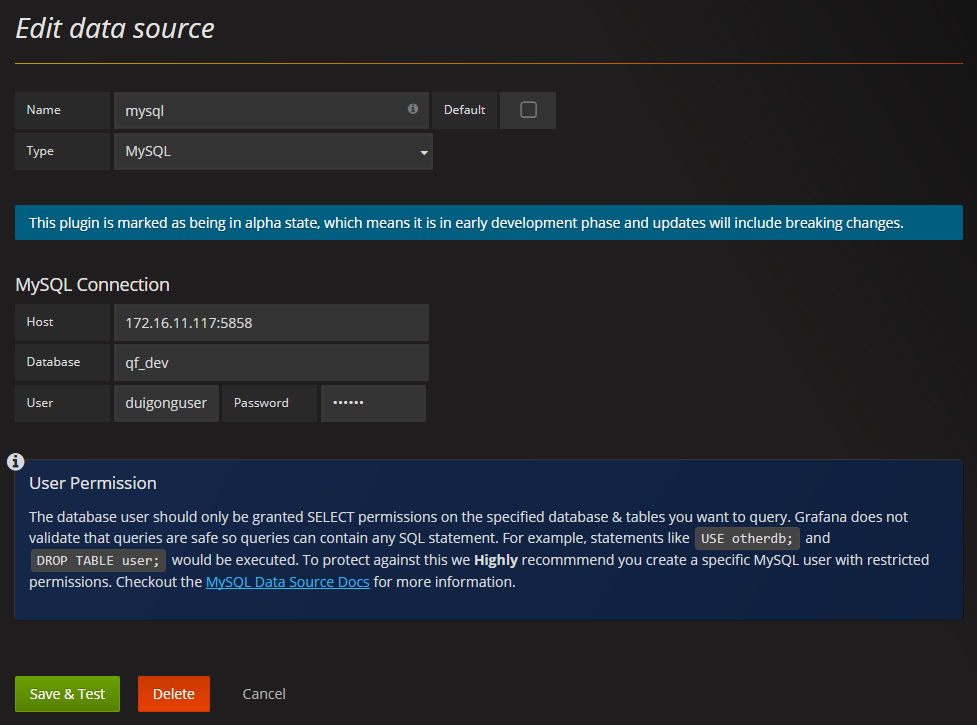 Edit data source
Name mysql Default
Type MySQL
This plugin is marked as being in alpha state, which means it is in early development phase and updates will include breaking changes.
MySQL Connection
Host 172.16.11.117:5858
Database qf_dev
User duigonguser Password ••••••
User Permission
The database user should only be granted SELECT permissions on the specified database & tables you want to query. Grafana does not
validate that queries are safe so queries can contain any SQL statement. For example, statements like USE otherdb; and
DROP TABLE user; would be executed. To protect against this we Highly recommmend you create a specific MySQL user with restricted
permissions. Checkout the MySQL Data Source Docs for more information.
Save & Test Delete Cancel